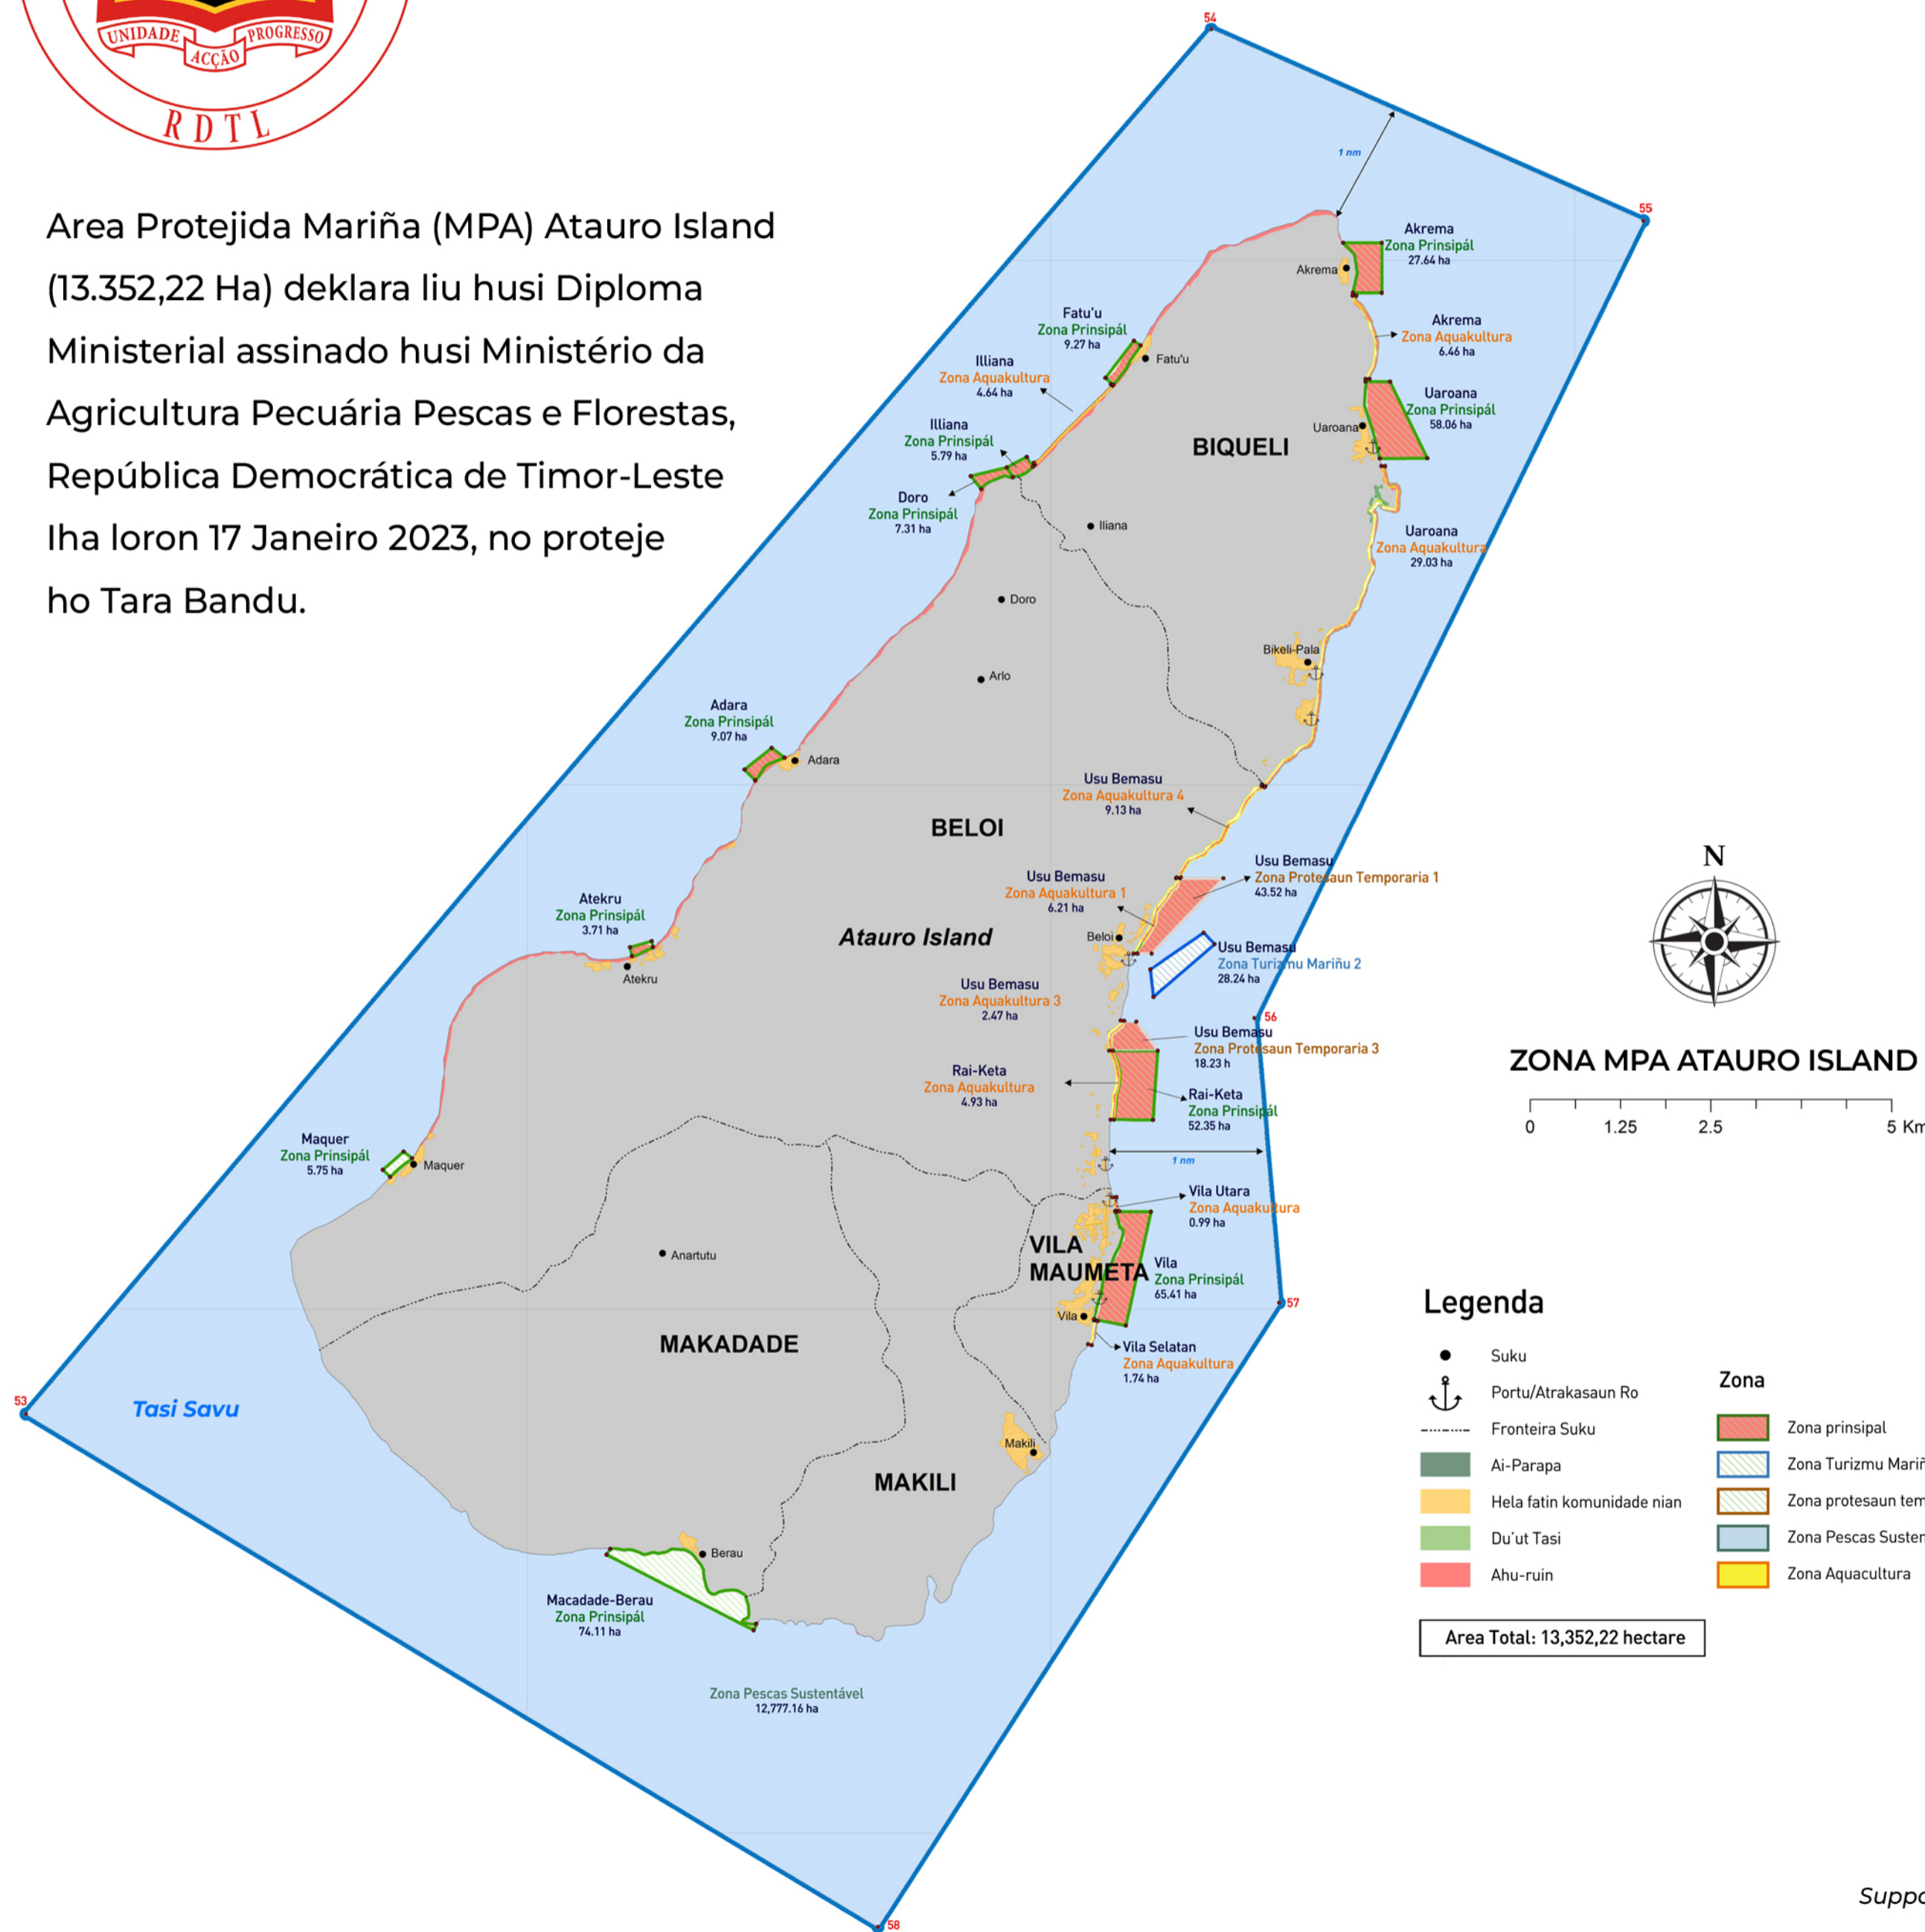 UNIDADE
ACÇÃO
PROGRESSO
RDTL
Area Protejida Mariña (MPA) Atauro Island
(13.352,22 Ha) deklara liu husi Diploma
Ministerial assinado husi Ministério da
Agricultura Pecuária Pescas e Florestas,
República Democrática de Timor-Leste
Iha loron 17 Janeiro 2023, no proteje
ho Tara Bandu.
54
1 nm
55
Akrema
Zona Prinsipál
27.64 ha
Akrema
Akrema
Zona Aquakultura
6.46 ha
Fatu'u
Zona Prinsipál
9.27 ha
Fatu'u
Illiana
Zona Aquakultura
4.64 ha
Uaroana
Zona Prinsipál
58.06 ha
Uaroana
Illiana
Zona Prinsipál
5.79 ha
BIQUELI
Doro
Zona Prinsipál
7.31 ha
Iliana
Uaroana
Zona Aquakultura
29.03 ha
Doro
Bikeli-Pala
Arlo
Adara
Zona Prinsipál
9.07 ha
Adara
Usu Bemasu
Zona Aquakultura 4
9.13 ha
BELOI
Usu Bemasu
Zona Protesaun Temporaria 1
43.52 ha
Usu Bemasu
Zona Aquakultura 1
6.21 ha
Atekru
Zona Prinsipál
3.71 ha
Atekru
Atauro Island
Beloi
Usu Bemasu
Zona Turizmu Mariñu 2
28.24 ha
Usu Bemasu
Zona Aquakultura 3
2.47 ha
56
Usu Bemasu
Zona Protesaun Temporaria 3
18.23 h
Rai-Keta
Zona Aquakultura
4.93 ha
Rai-Keta
Zona Prinsipál
52.35 ha
Maquer
Zona Prinsipál
5.75 ha
Maquer
1 nm
Vila Utara
Zona Aquakultura
0.99 ha
Anartutu
VILA
MAUMETA
Vila
Zona Prinsipál
65.41 ha
57
Vila
MAKADADE
Vila Selatan
Zona Aquakultura
1.74 ha
53
Tasi Savu
Makili
MAKILI
Berau
Macadade-Berau
Zona Prinsipál
74.11 ha
Zona Pescas Sustentável
12,777.16 ha
58
N
ZONA MPA ATAURO ISLAND
0 1.25 2.5 5 Km
Legenda
Suku
Portu/Atrakasaun Ro
Fronteira Suku
Ai-Parapa
Hela fatin komunidade nian
Du'ut Tasi
Ahu-ruin
Zona
Zona prinsipal
Zona Turizmu Mariñ
Zona protesaun tem
Zona Pescas Susten
Zona Aquacultura
Area Total: 13,352,22 hectare
Suppo